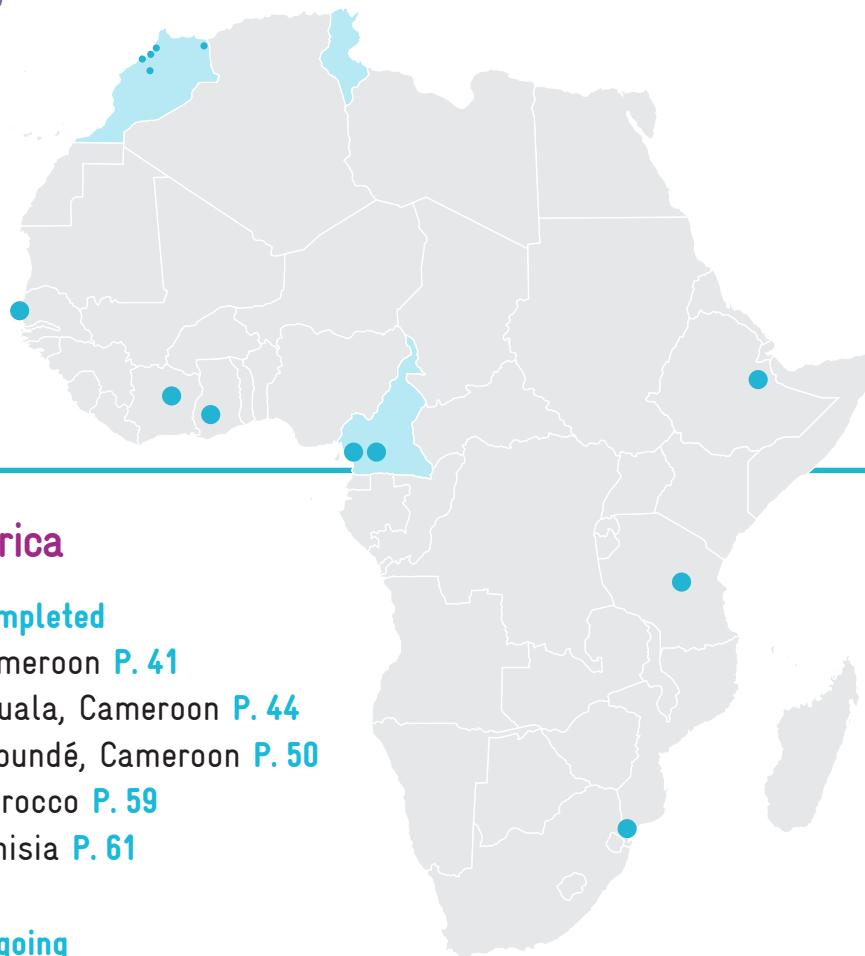 rica
mpleted
meroon P. 41
uala, Cameroon P. 44
oundé, Cameroon P. 50
rocco P. 59
nisia P. 61
going